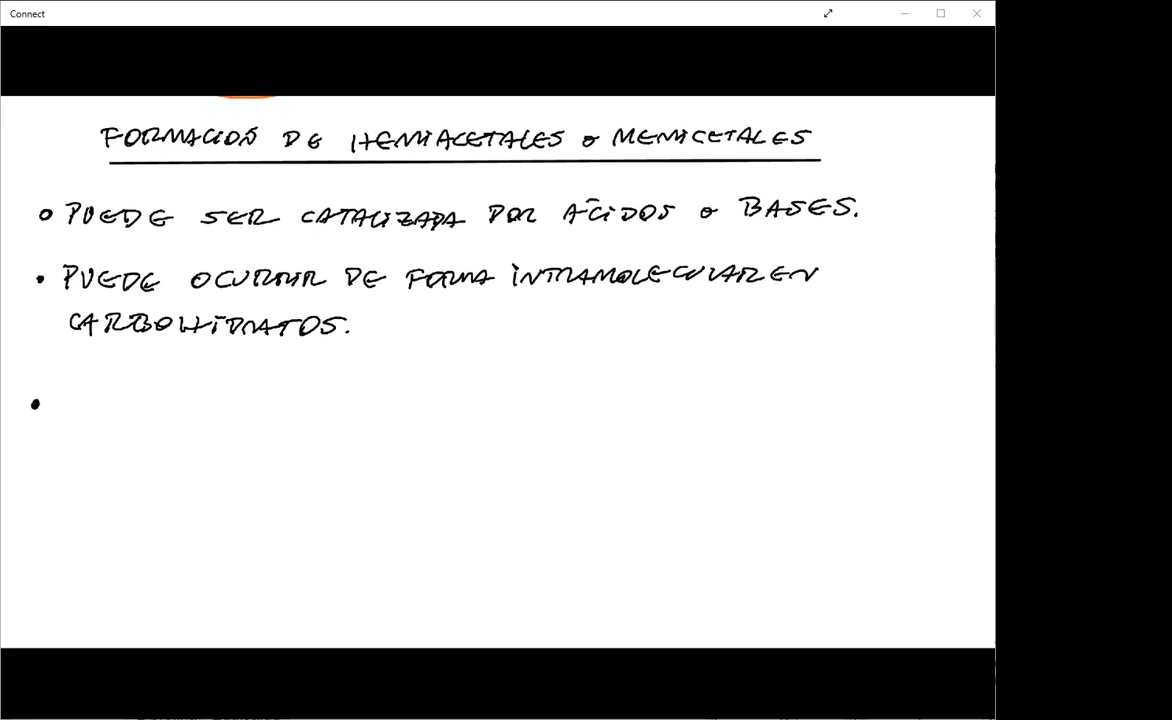 Connect
FORMACIÓN DE HEMIACETALES O HEMICETALES
PUEDE SER CATALIZADA POR ÁCIDOS O BASES.
• PUEDE OCURRIR DE FORMA INTRAMOLECULAR EN
CARBOHIDRATOS.
•